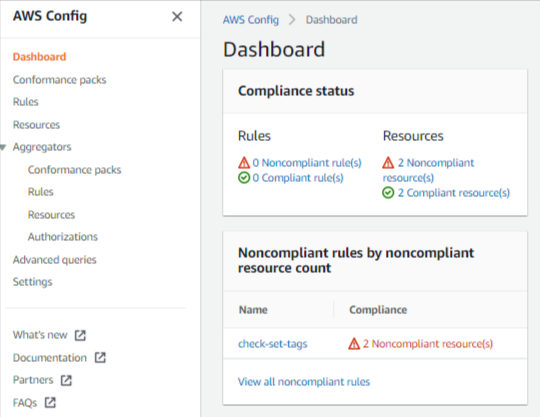 AWS Config
Dashboard
Conformance packs
Rules
Resources
Aggregators
Conformance packs
Rules
Resources
Authorizations
Advanced queries
Settings
What's new
Documentation
Partners
FAQs
AWS Config > Dashboard
Dashboard
Compliance status
Rules
0 Noncompliant rule(s)
0 Compliant rule(s)
Resources
2 Noncompliant
resource(s)
2 Compliant resource(s)
Noncompliant rules by noncompliant
resource count
Name Compliance
check-set-tags 2 Noncompliant resource(s)
View all noncompliant rules